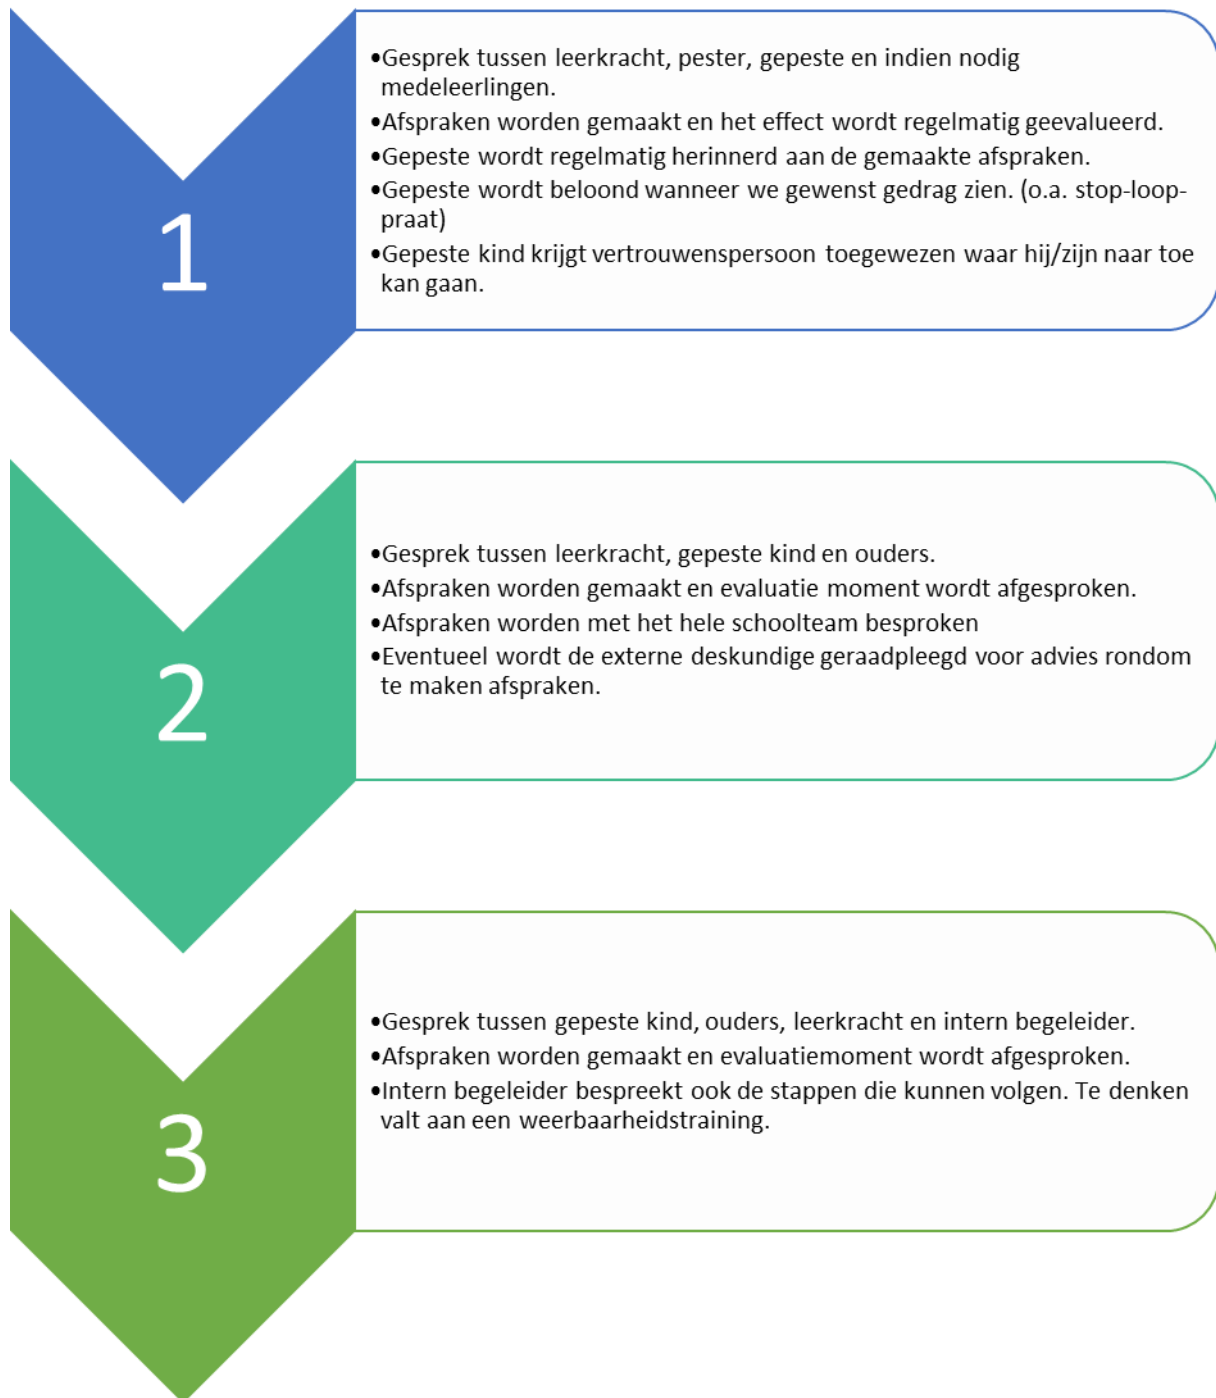 1
•Gesprek tussen leerkracht, pester, gepeste en indien nodig
medeleerlingen.
•Afspraken worden gemaakt en het effect wordt regelmatig geevalueerd.
•Gepeste wordt regelmatig herinnerd aan de gemaakte afspraken.
•Gepeste wordt beloond wanneer we gewenst gedrag zien. (o.a. stop-loop-
praat)
•Gepeste kind krijgt vertrouwenspersoon toegewezen waar hij/zijn naar toe
kan gaan.
2
•Gesprek tussen leerkracht, gepeste kind en ouders.
•Afspraken worden gemaakt en evaluatie moment wordt afgesproken.
•Afspraken worden met het hele schoolteam besproken
•Eventueel wordt de externe deskundige geraadpleegd voor advies rondom
te maken afspraken.
3
•Gesprek tussen gepeste kind, ouders, leerkracht en intern begeleider.
•Afspraken worden gemaakt en evaluatiemoment wordt afgesproken.
•Intern begeleider bespreekt ook de stappen die kunnen volgen. Te denken
valt aan een weerbaarheidstraining.